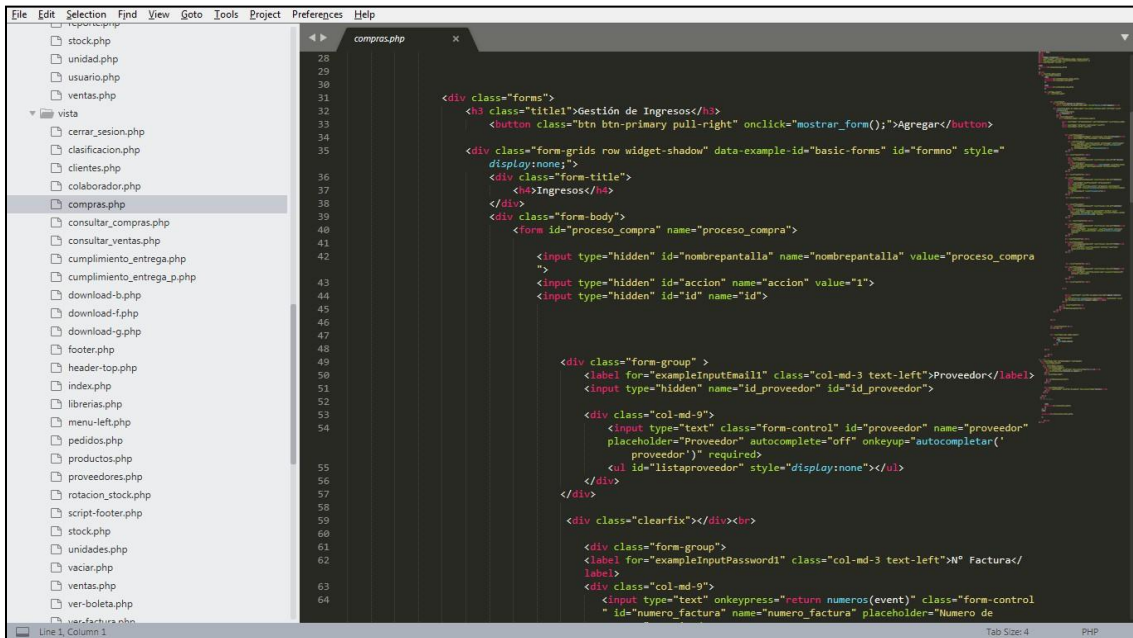 File Edit Selection Find View Goto Tools Project Preferences Help
reporte.php
stock.php
unidad.php
usuario.php
ventas.php
vista
cerrar_sesion.php
clasificacion.php
clientes.php
colaborador.php
compras.php
consultar_compras.php
consultar_ventas.php
cumplimiento_entrega.php
cumplimiento_entrega_p.php
download-b.php
download-f.php
download-g.php
footer.php
header-top.php
index.php
librerias.php
menu-left.php
pedidos.php
productos.php
proveedores.php
rotacion_stock.php
script-footer.php
stock.php
unidades.php
vaciar.php
ventas.php
ver-boleta.php
ver-factura.php
compras.php ×
28
29
30
31 <div class="forms">
32 <h3 class="title1">Gestión de Ingresos</h3>
33 <button class="btn btn-primary pull-right" onclick="mostrar_form();">Agregar</button>
34
35 <div class="form-grids row widget-shadow" data-example-id="basic-forms" id="formno" style="
display:none;">
36 <div class="form-title">
37 <h4>Ingresos</h4>
38 </div>
39 <div class="form-body">
40 <form id="proceso_compra" name="proceso_compra">
41
42 <input type="hidden" id="nombrepantalla" name="nombrepantalla" value="proceso_compra
">
43 <input type="hidden" id="accion" name="accion" value="1">
44 <input type="hidden" id="id" name="id">
45
46
47
48
49 <div class="form-group" >
50 <label for="exampleInputEmail1" class="col-md-3 text-left">Proveedor</label>
51 <input type="hidden" name="id_proveedor" id="id_proveedor">
52
53 <div class="col-md-9">
54 <input type="text" class="form-control" id="proveedor" name="proveedor"
placeholder="Proveedor" autocomplete="off" onkeyup="autocompletar('
proveedor')" required>
55 <ul id="listaproveedor" style="display:none"></ul>
56 </div>
57 </div>
58
59 <div class="clearfix"></div><br>
60
61 <div class="form-group">
62 <label for="exampleInputPassword1" class="col-md-3 text-left">N° Factura</
label>
63 <div class="col-md-9">
64 <input type="text" onkeypress="return numeros(event)" class="form-control
" id="numero_factura" name="numero_factura" placeholder="Numero de
Line 1, Column 1
Tab Size: 4
PHP